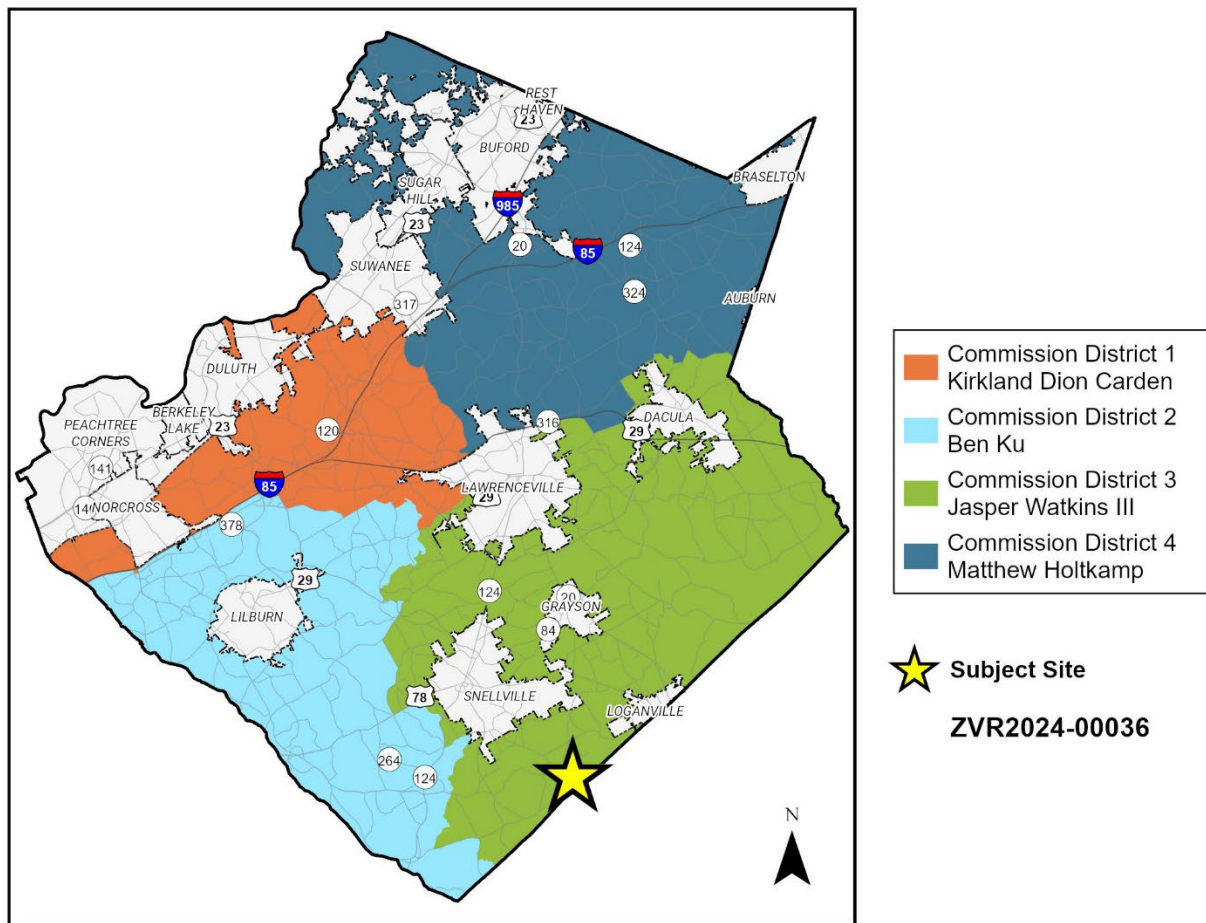 REST
HAVEN
23
BUFORD
BRASELTON
SUGAR
HILL
985
23
20
85
124
SUWANEE
324
AUBURN
317
DULUTH
BERKELEY
LAKE
23
PEACHTREE
CORNERS
120
316
DACULA
29
141
85
LAWRENCEVILLE
29
14
NORCROSS
378
29
124
20
GRAYSON
LILBURN
84
78
SNELLVILLE
LOGANVILLE
264
124
N
Commission District 1
Kirkland Dion Carden
Commission District 2
Ben Ku
Commission District 3
Jasper Watkins III
Commission District 4
Matthew Holtkamp
Subject Site
ZVR2024-00036